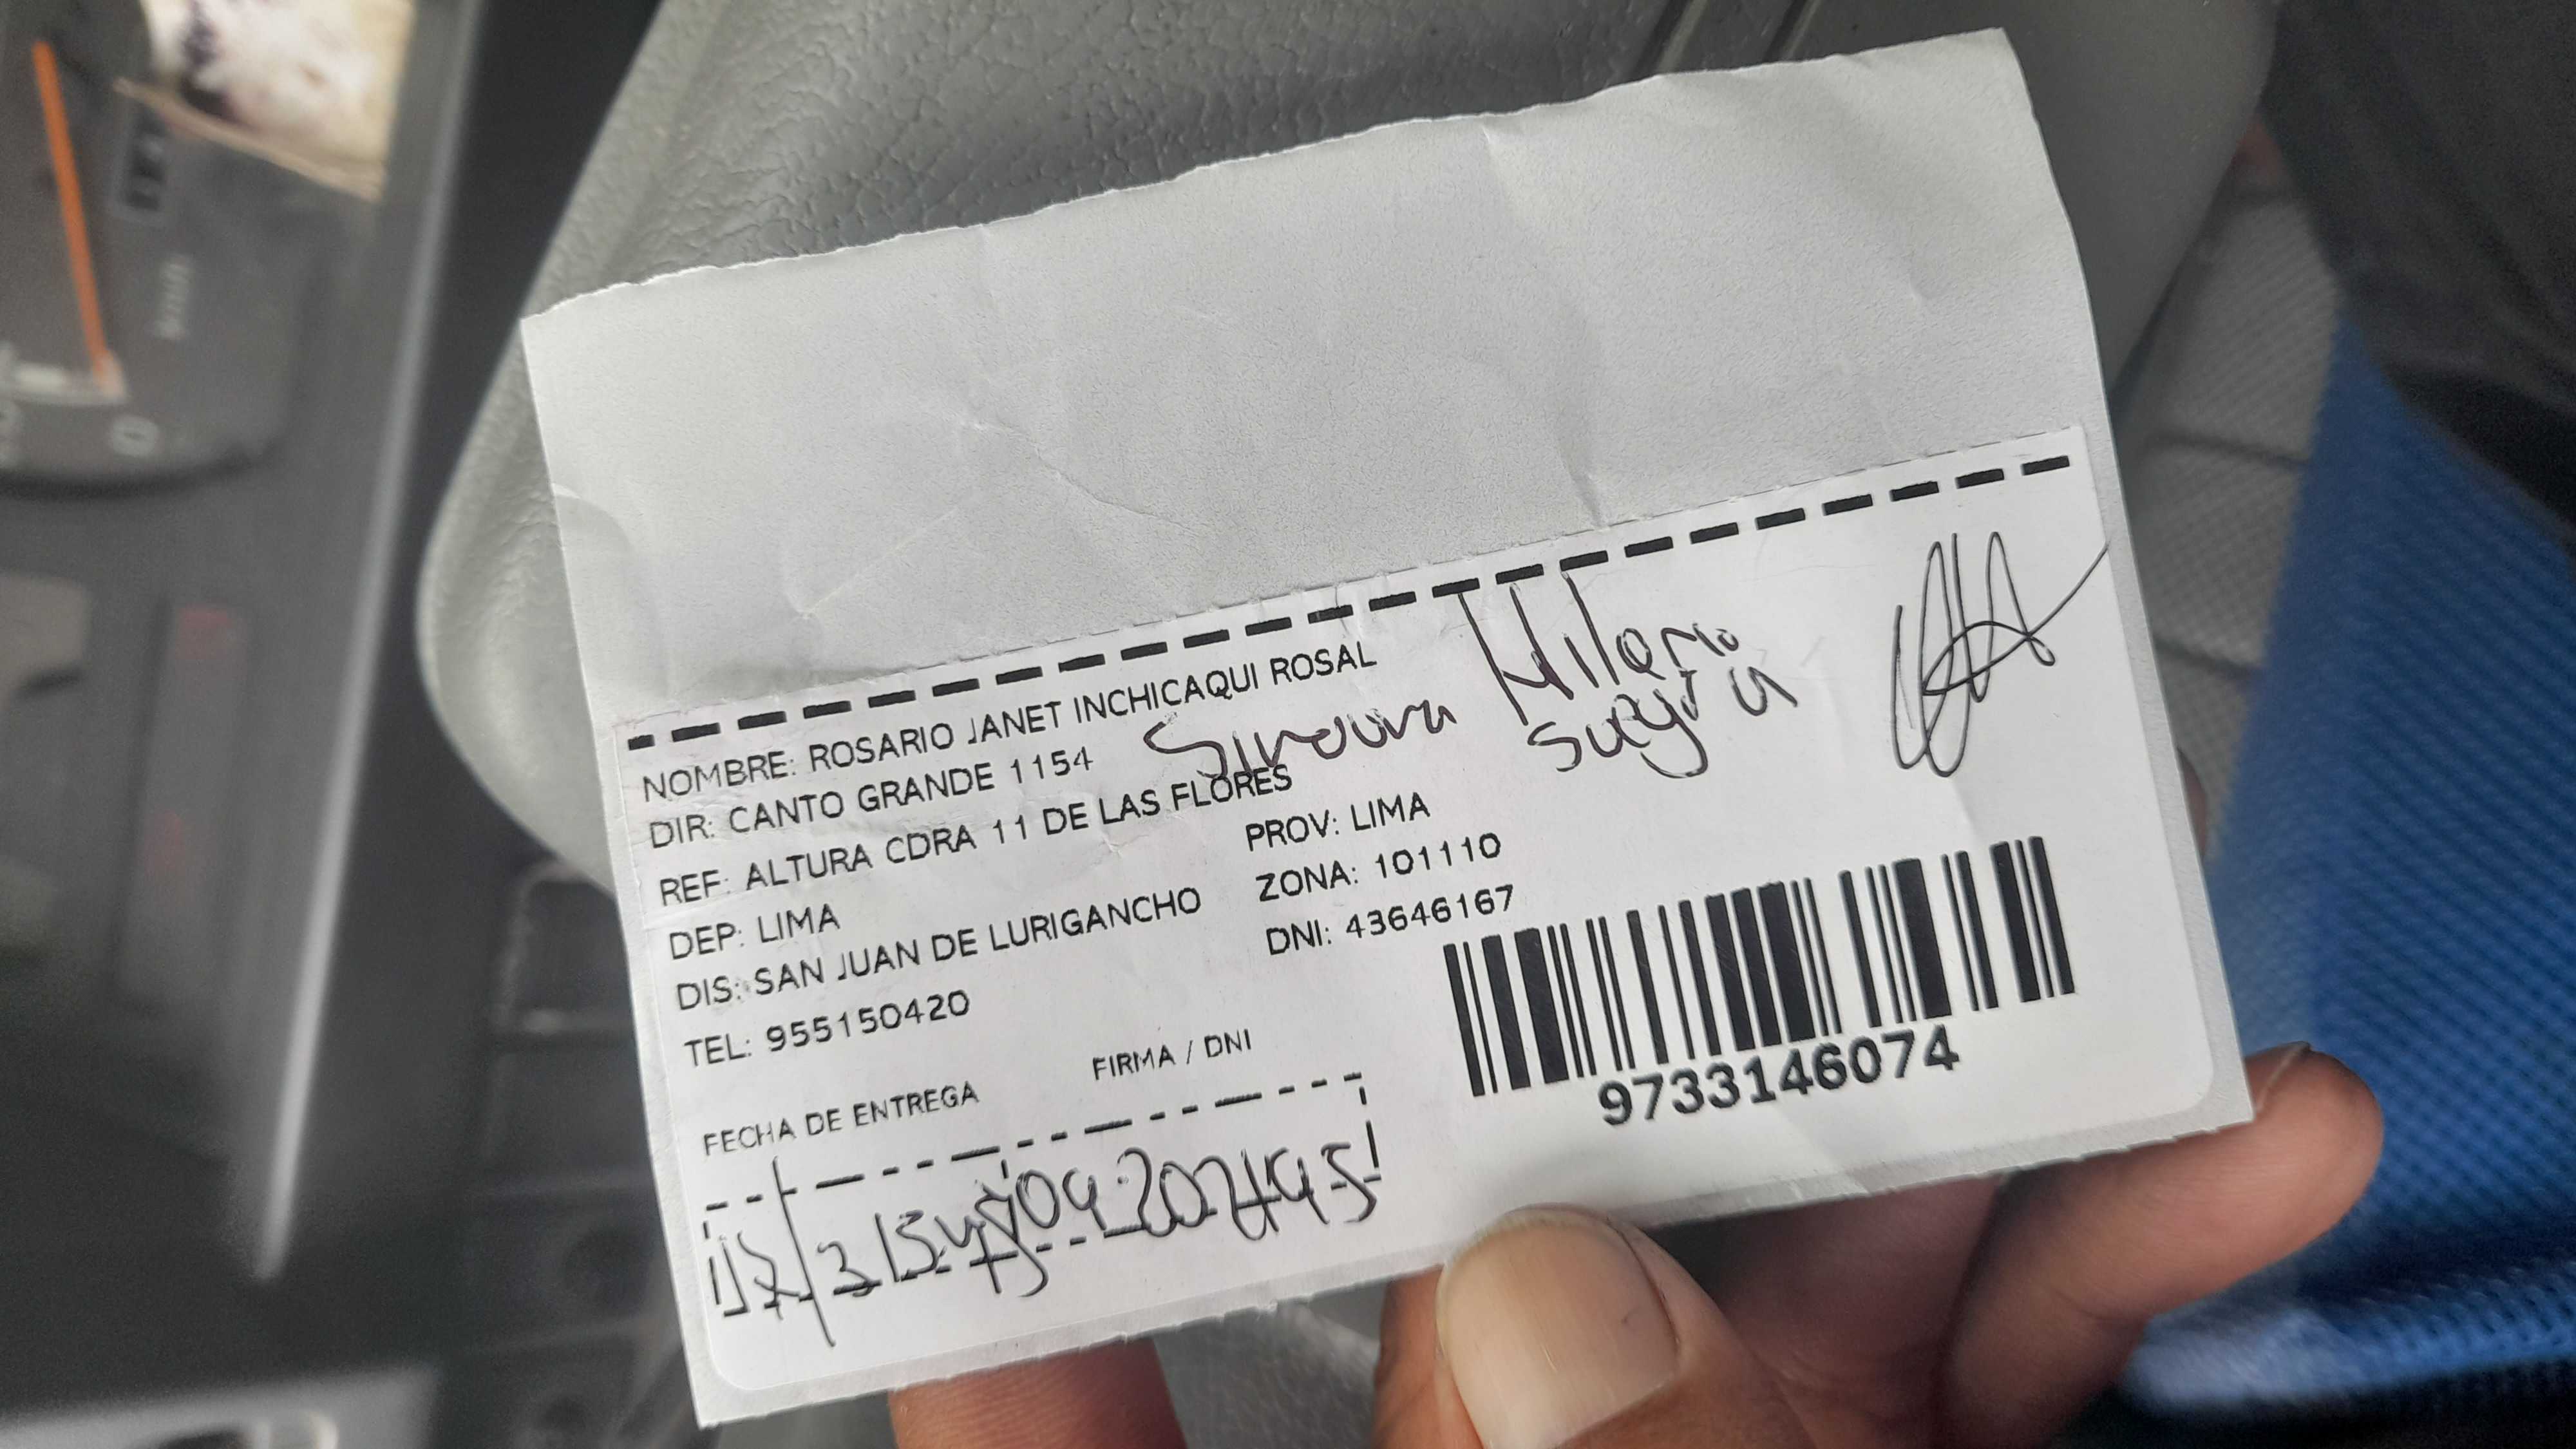 NOMBRE: ROSARIO JANET INCHICAQUI ROSAL
DIR: CANTO GRANDE 1154
Hilario
REF: ALTURA CDRA 11 DE LAS FLORES
DEP: LIMA
PROV: LIMA
DIS: SAN JUAN DE LURIGANCHO
ZONA: 101110
TEL: 955150420
DNI: 43646167
FECHA DE ENTREGA
FIRMA / DNI
9733146074